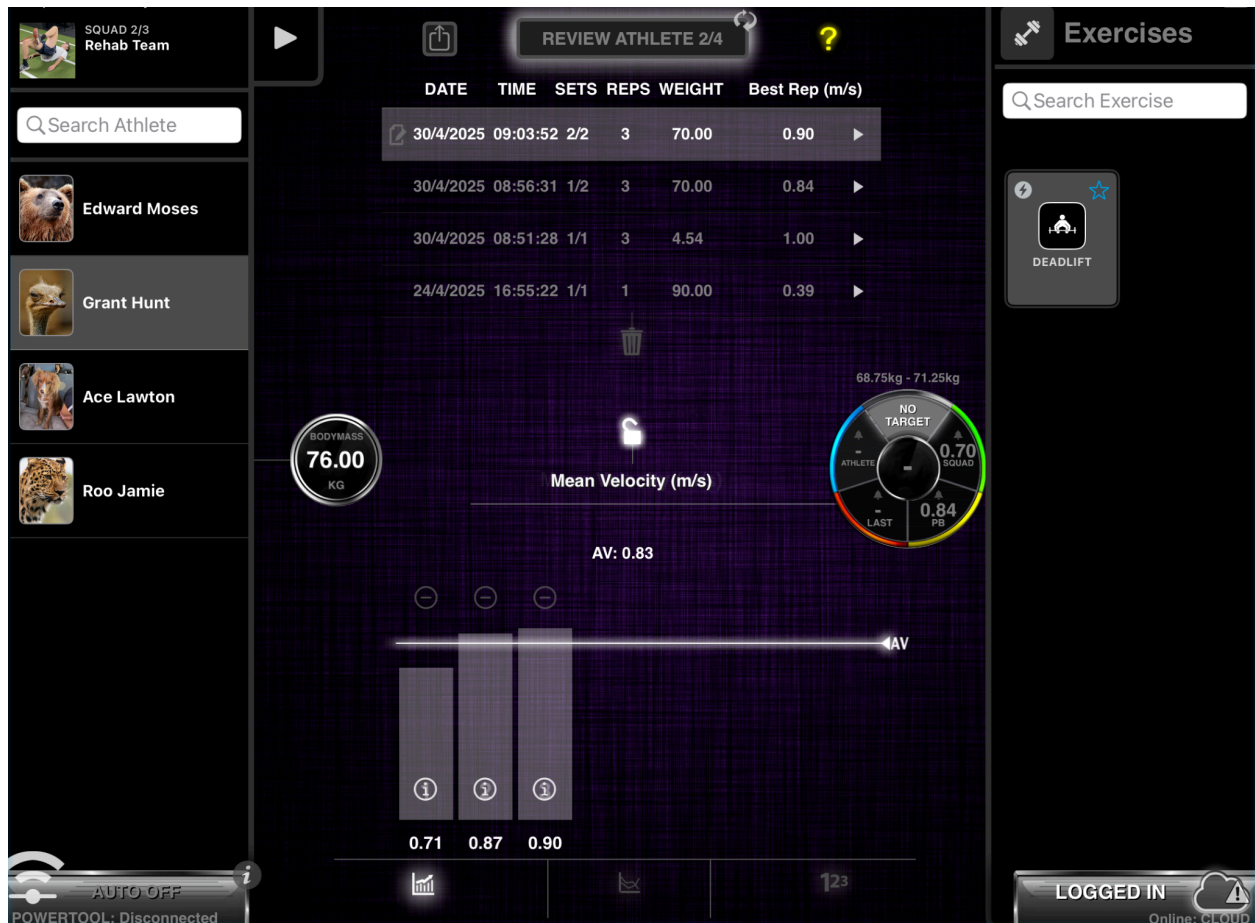 SQUAD 2/3
Rehab Team
Search Athlete
Edward Moses
Grant Hunt
Ace Lawton
Roo Jamie
AUTO OFF
i
POWERTOOL: Disconnected
REVIEW ATHLETE 2/4
?
DATE TIME SETS REPS WEIGHT Best Rep (m/s)
30/4/2025 09:03:52 2/2 3 70.00 0.90
30/4/2025 08:56:31 1/2 3 70.00 0.84
30/4/2025 08:51:28 1/1 3 4.54 1.00
24/4/2025 16:55:22 1/1 1 90.00 0.39
BODYMASS
76.00
KG
Mean Velocity (m/s)
68.75kg - 71.25kg
NO
TARGET
-
ATHLETE
0.70
SQUAD
-
-
LAST
0.84
PB
AV: 0.83
AV
i i i
0.71 0.87 0.90
123
Exercises
Search Exercise
DEADLIFT
LOGGED IN
Online: CLOUD